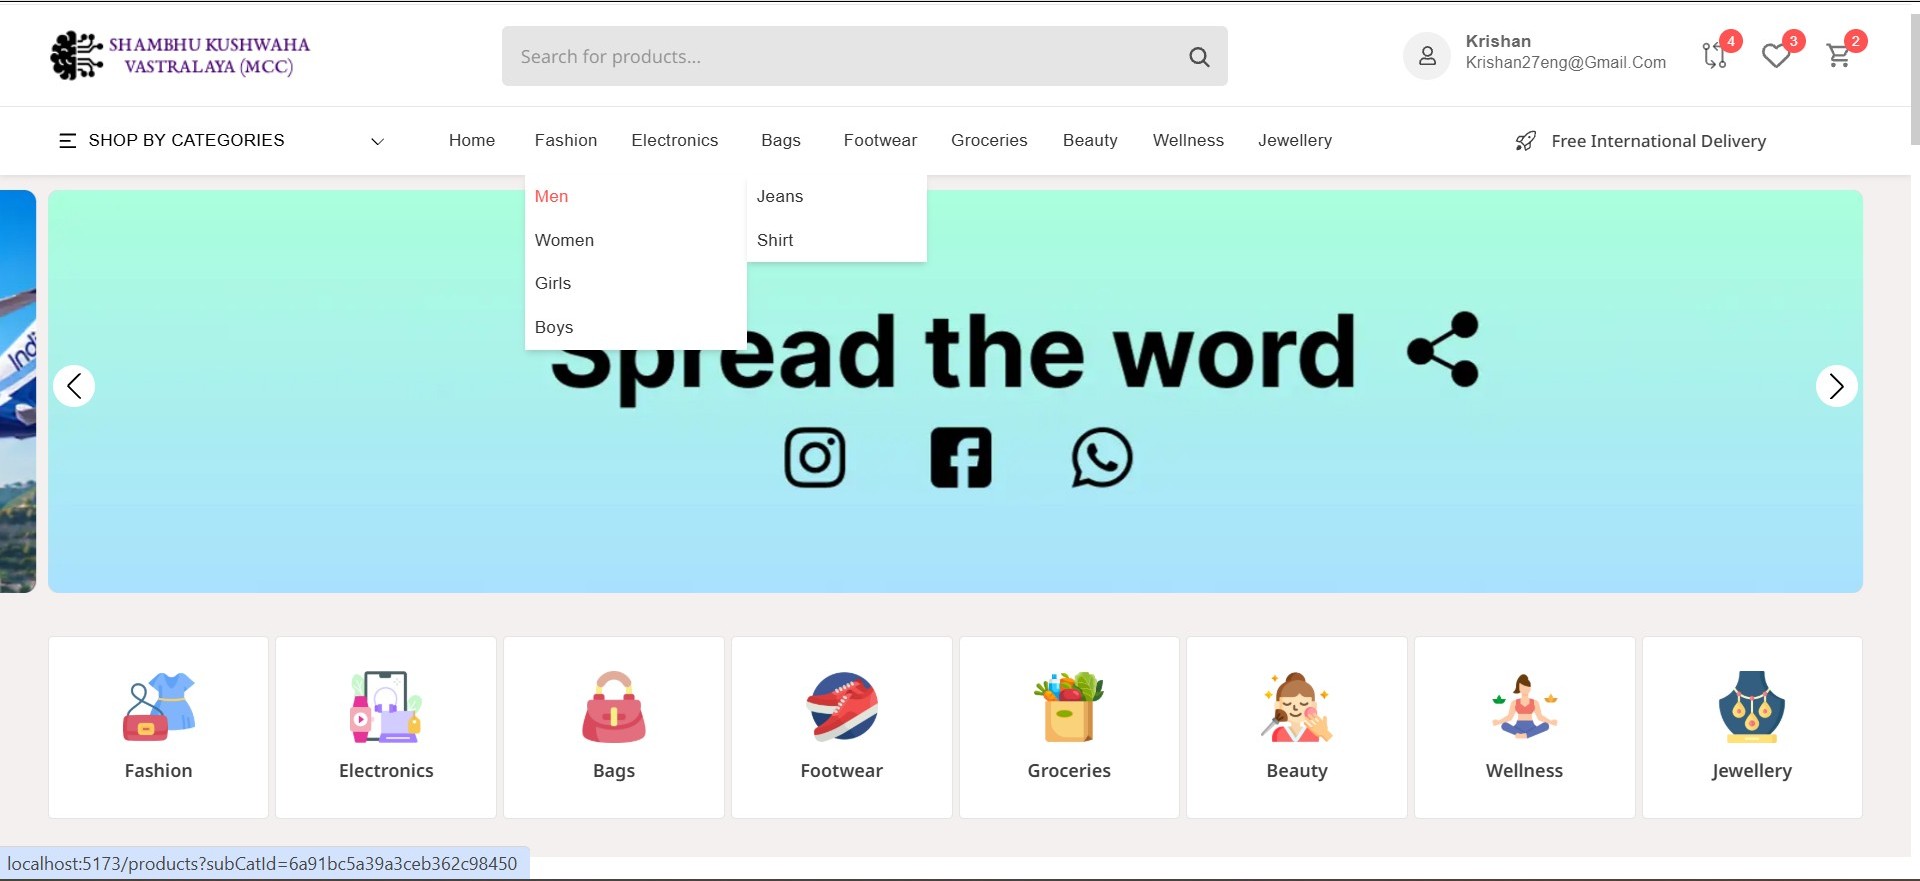 SHAMBHU KUSHWAHA
VASTRALAYA (MCC)
Search for products...
Krishan
Krishan27eng@Gmail.Com
4
3
2
SHOP BY CATEGORIES
Home
Fashion
Electronics
Bags
Footwear
Groceries
Beauty
Wellness
Jewellery
Free International Delivery
Men
Women
Girls
Boys
Jeans
Shirt
Indi
Spread the word
Fashion
Electronics
Bags
Footwear
Groceries
Beauty
Wellness
Jewellery
localhost:5173/products?subCatId=6a91bc5a39a3ceb362c98450